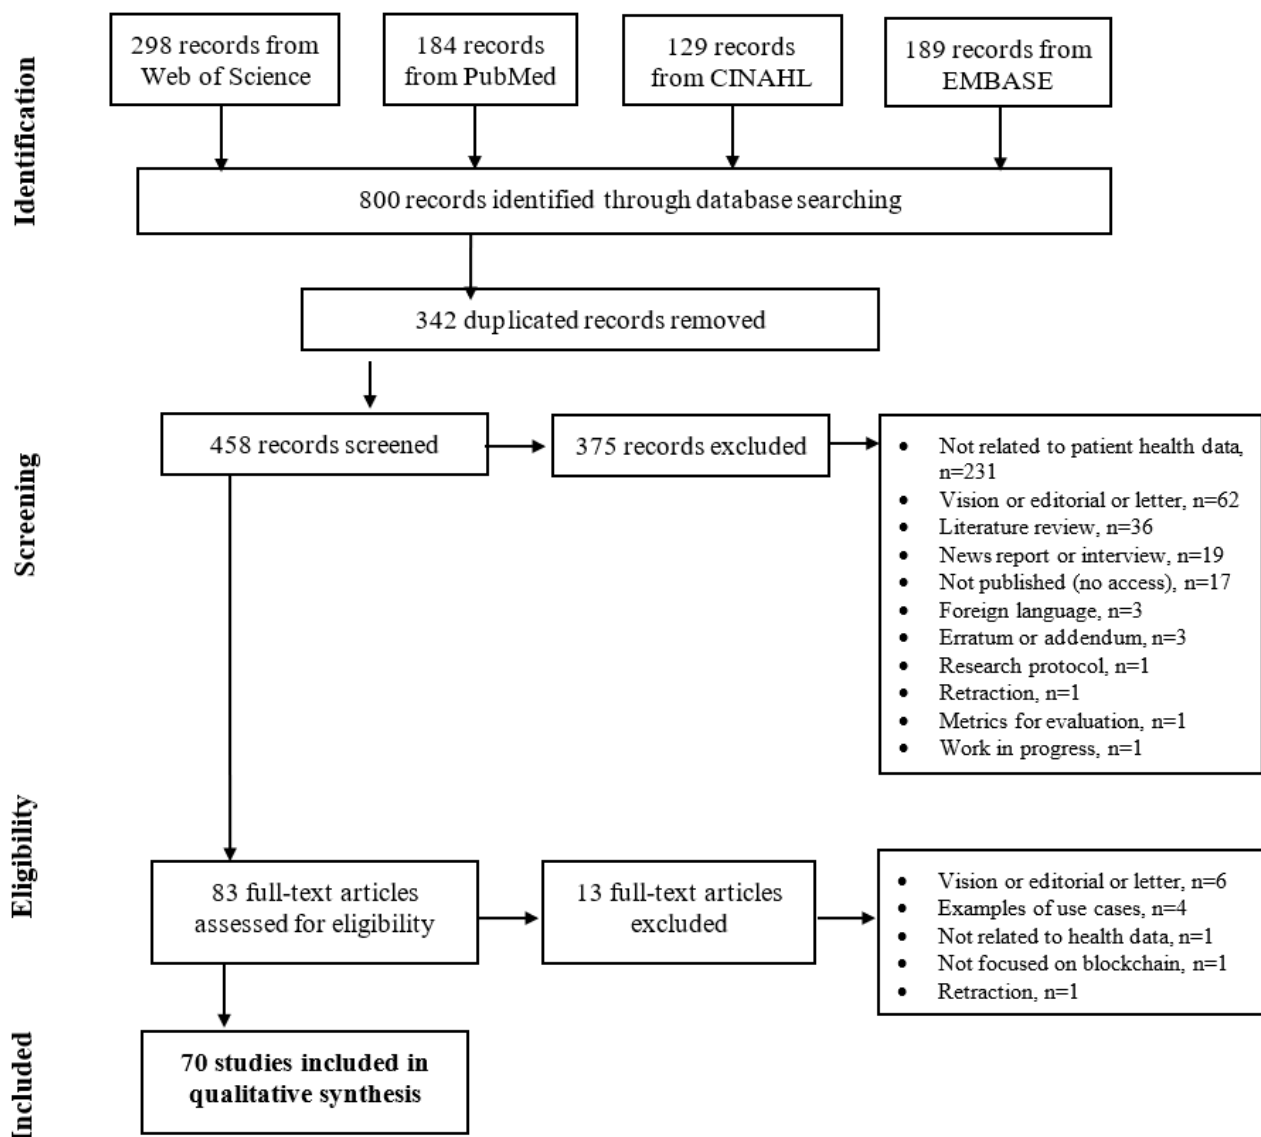 Identification
298 records from
Web of Science
184 records
from PubMed
129 records
from CINAHL
189 records from
EMBASE
800 records identified through database searching
342 duplicated records removed
Screening
458 records screened
375 records excluded
• Not related to patient health data,
n=231
• Vision or editorial or letter, n=62
• Literature review, n=36
• News report or interview, n=19
• Not published (no access), n=17
• Foreign language, n=3
• Erratum or addendum, n=3
• Research protocol, n=1
• Retraction, n=1
• Metrics for evaluation, n=1
• Work in progress, n=1
Eligibility
83 full-text articles
assessed for eligibility
13 full-text articles
excluded
• Vision or editorial or letter, n=6
• Examples of use cases, n=4
• Not related to health data, n=1
• Not focused on blockchain, n=1
• Retraction, n=1
Included
70 studies included in
qualitative synthesis